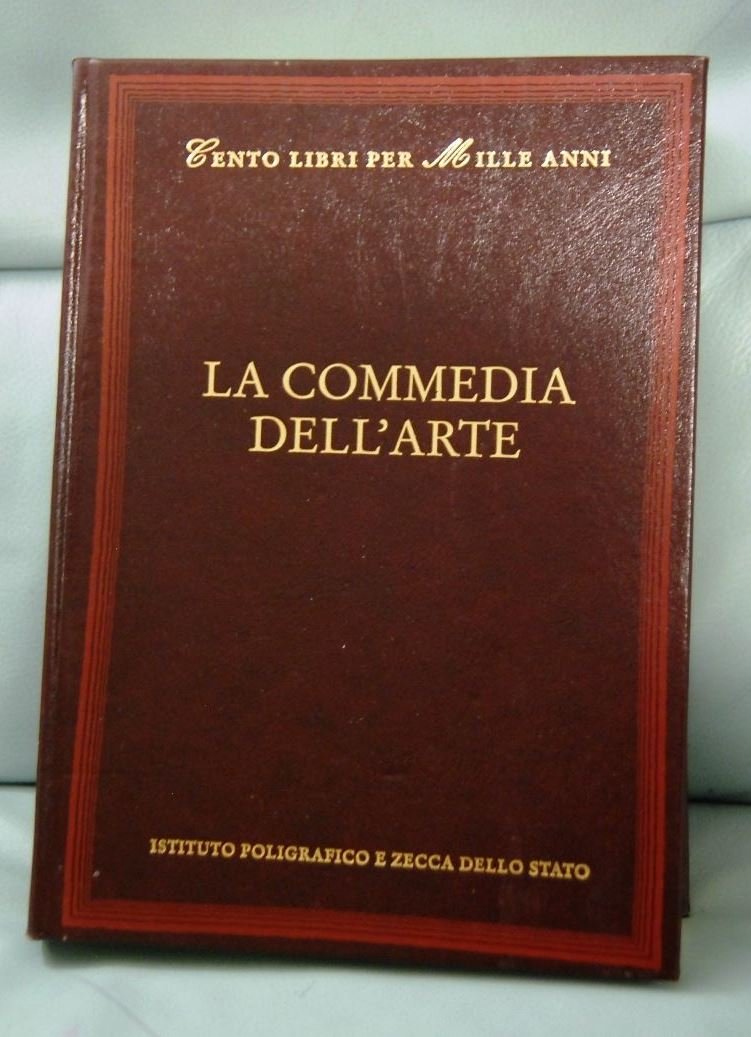 CENTO LIBRI PER MILLE ANNI
LA COMMEDIA
DELL'ARTE
ISTITUTO POLIGRAFICO E ZECCA DELLO STATO